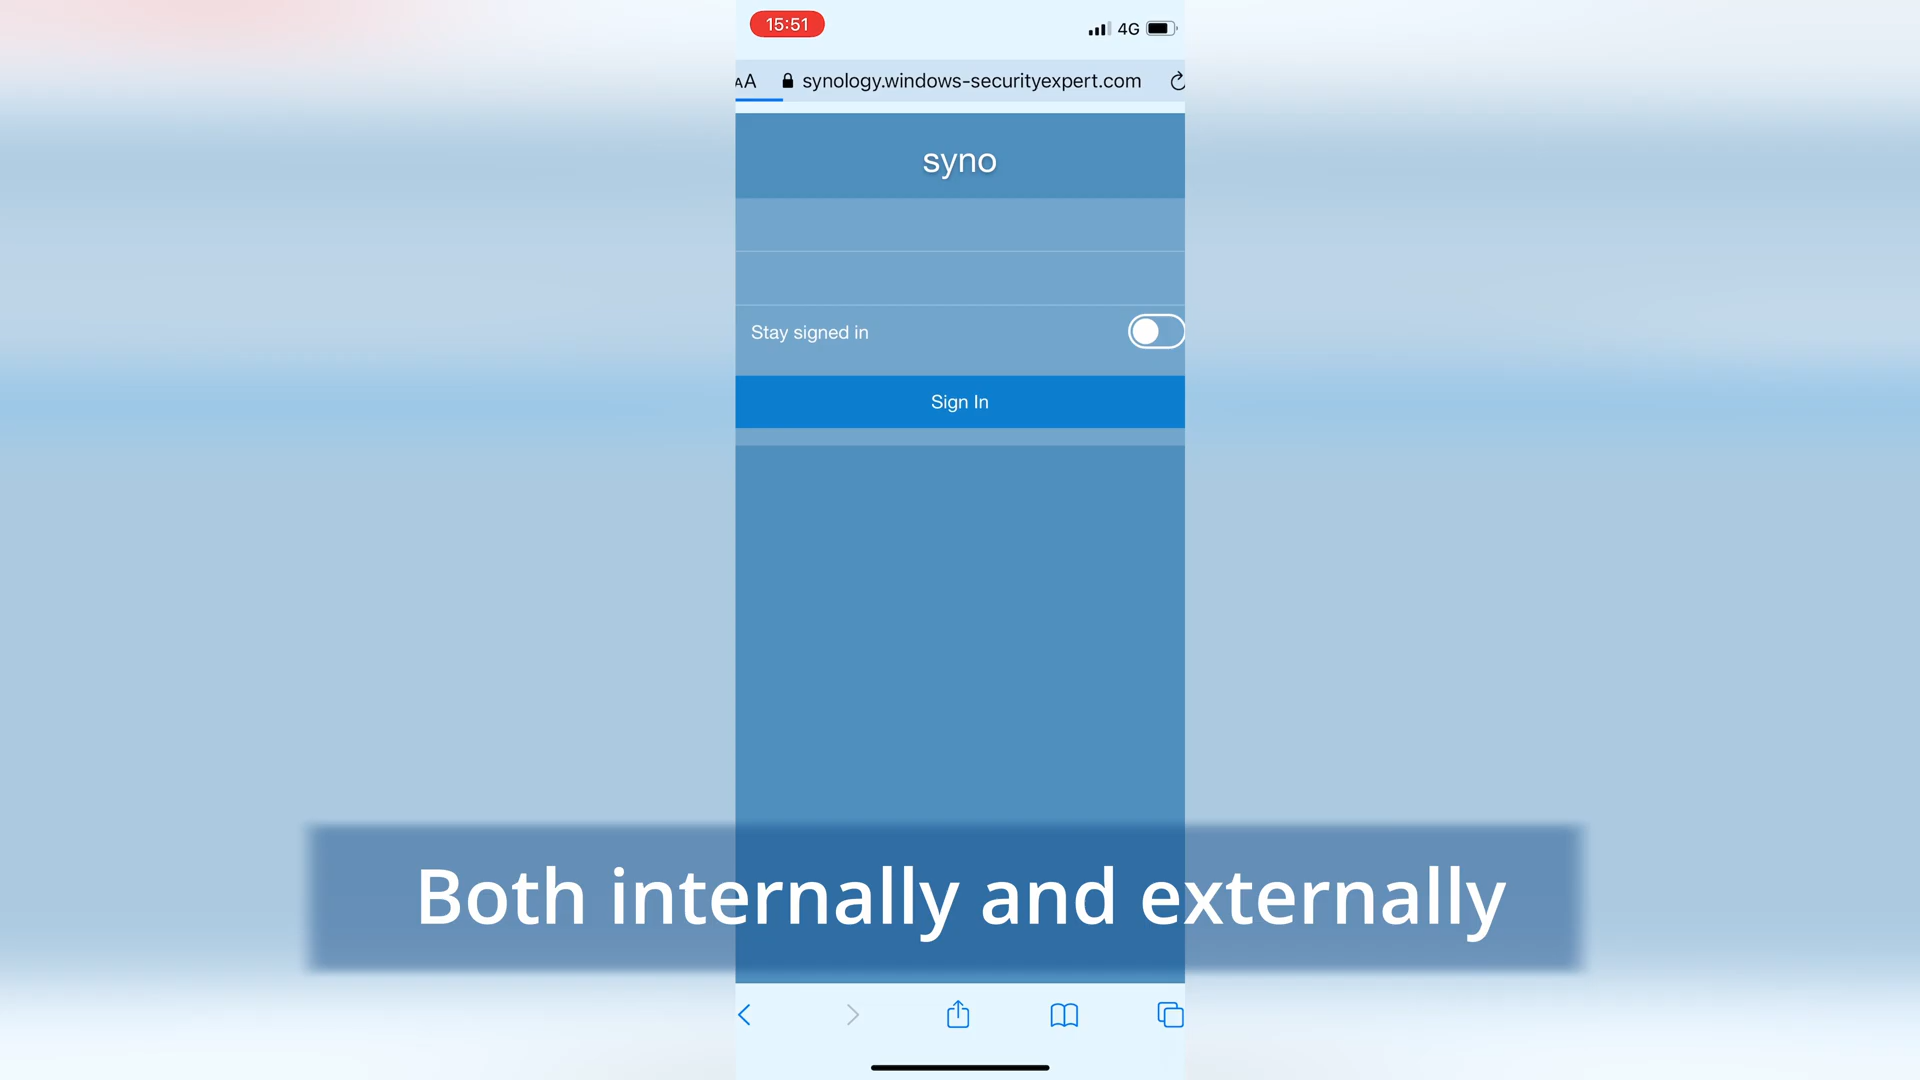 15:51
4G
AA
synology.windows-securityexpert.com
syno
Stay signed in
Sign In
Both internally and externally